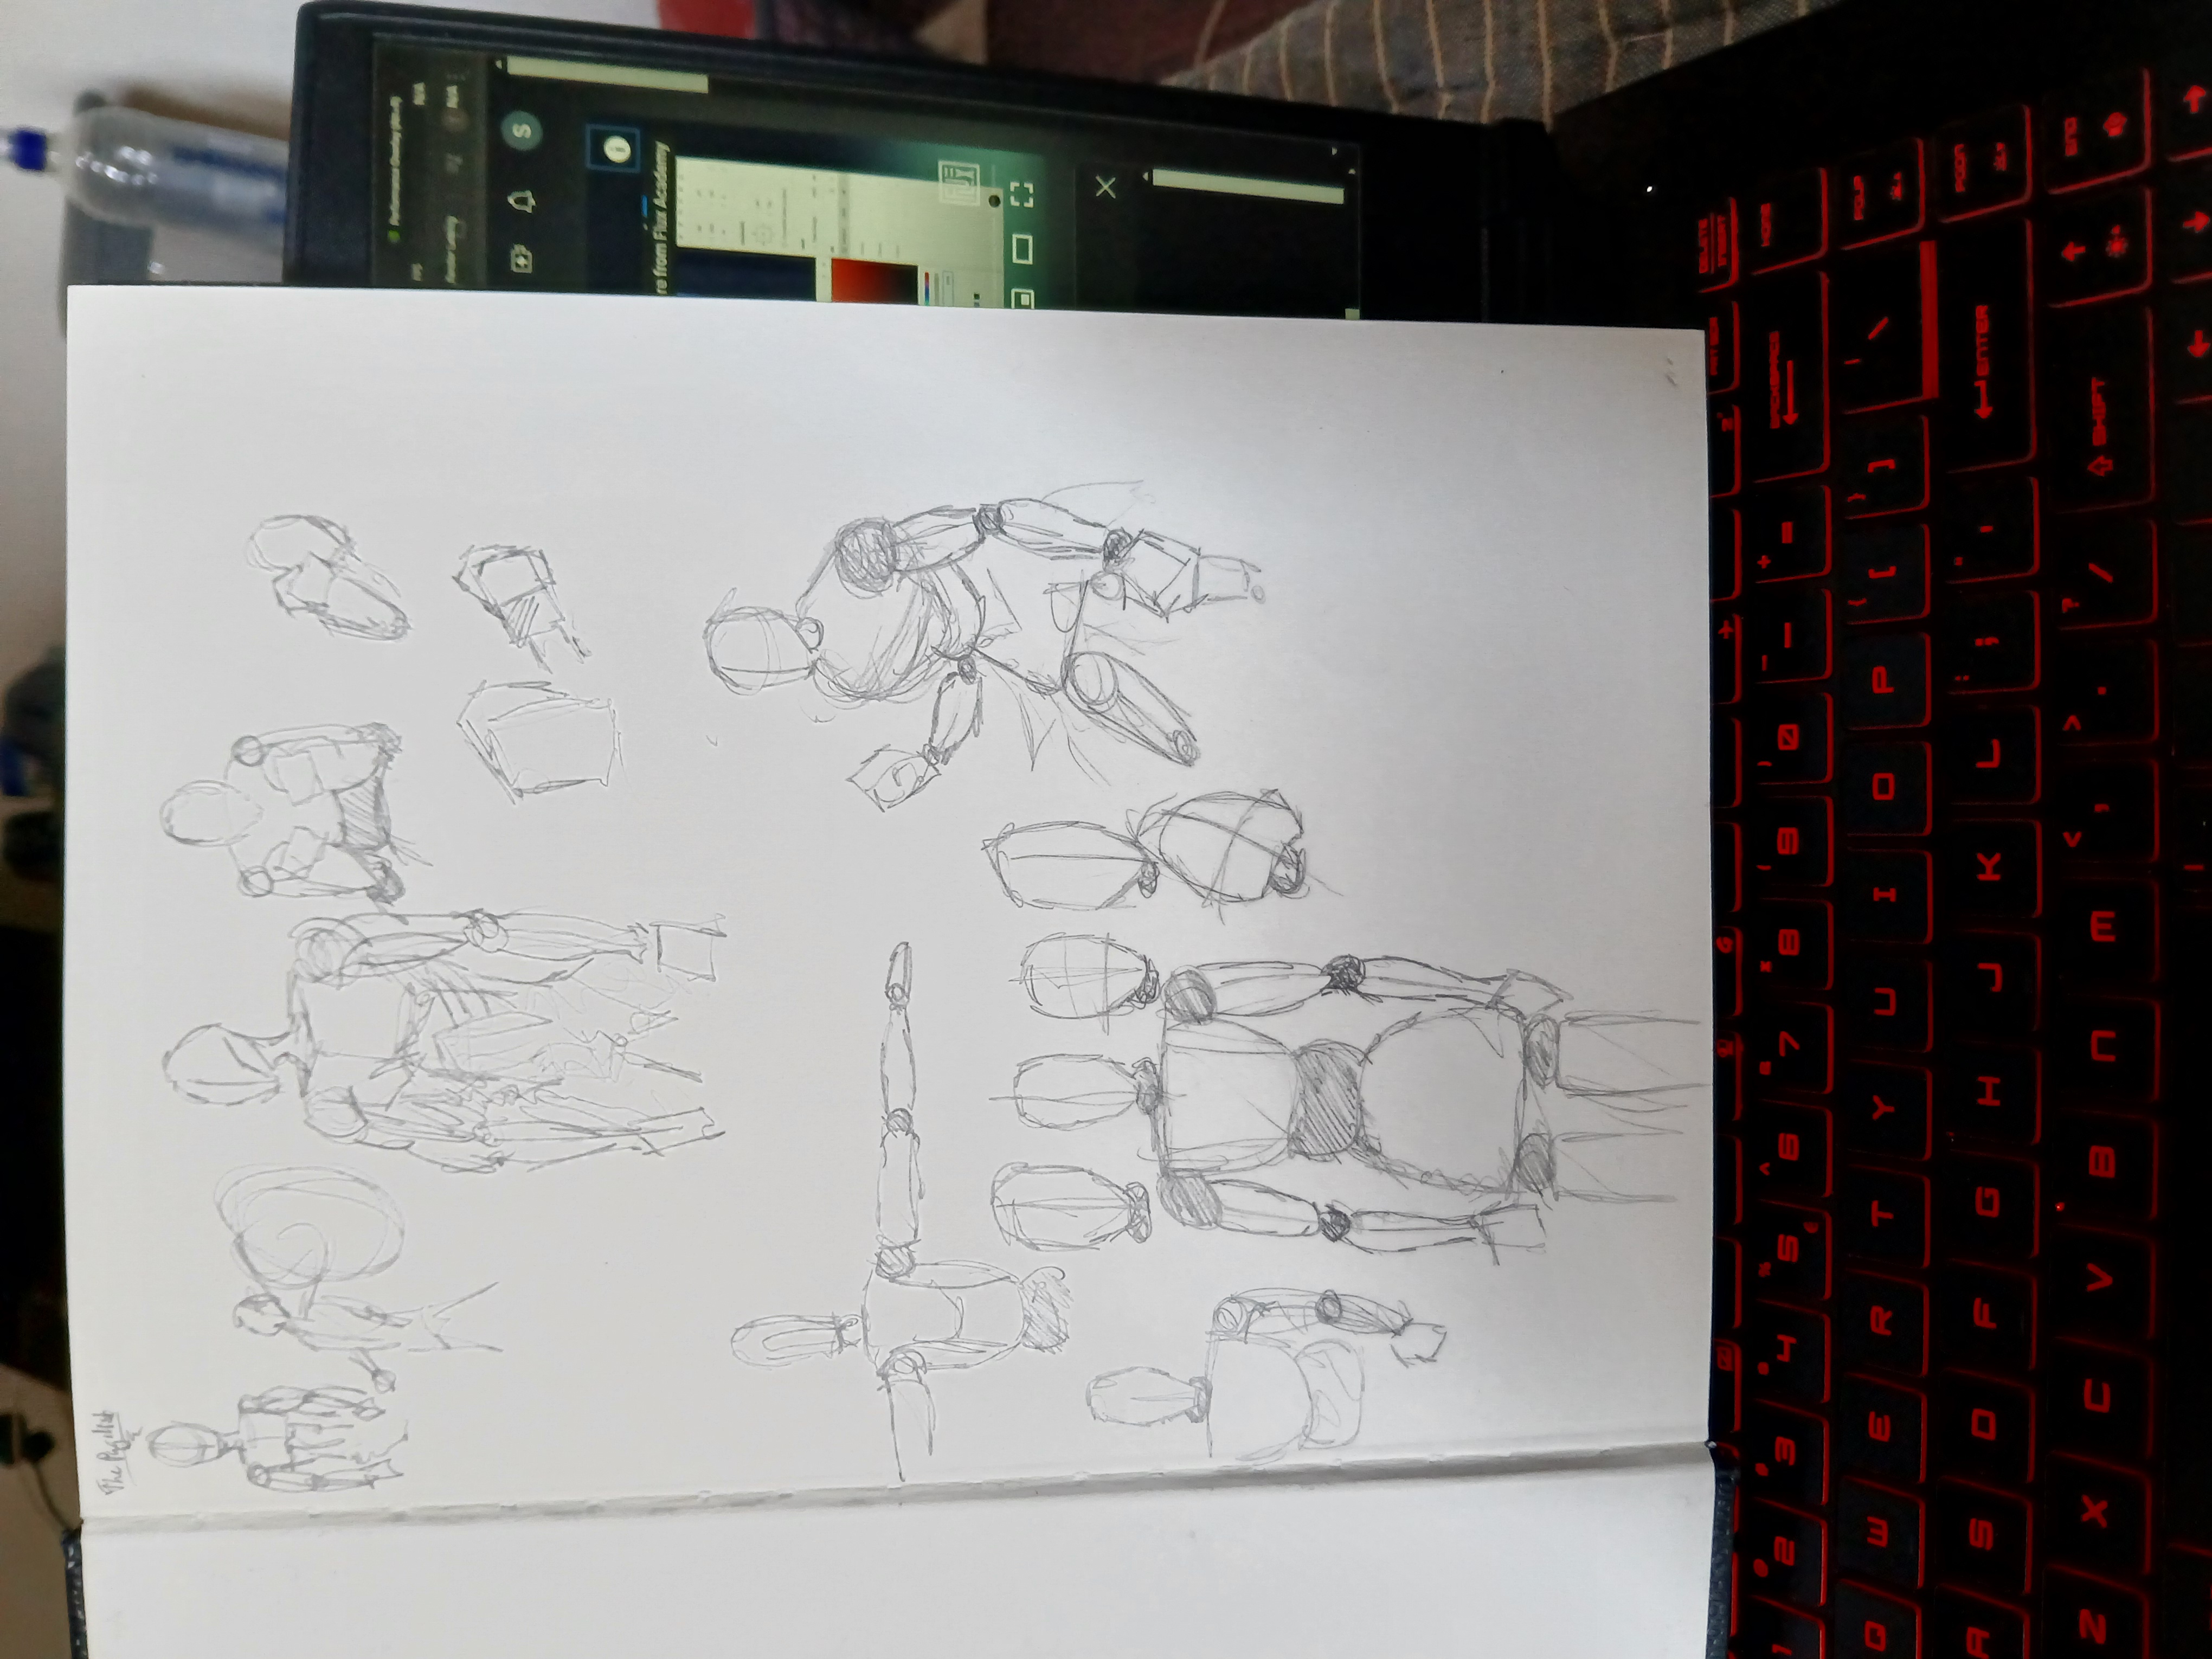 The Pugilist
Performance Overlay (Alt+R)
FPS
N/A
Render Latency
N/A
S
re from Flux Academy
DELETE
INSERT
PRTSCR
1
@ 2
# 3
4
% 5 €
^ 6
7
8
( 9
) 0
_ -
+ =
BACKSPACE
HOME
Q W E R T Y U I O P { [ } ] | \
PGUP
A S D F G H J K L : ; " '
ENTER
PGDN
Z X C V B N M < , > . ? /
SHIFT
END